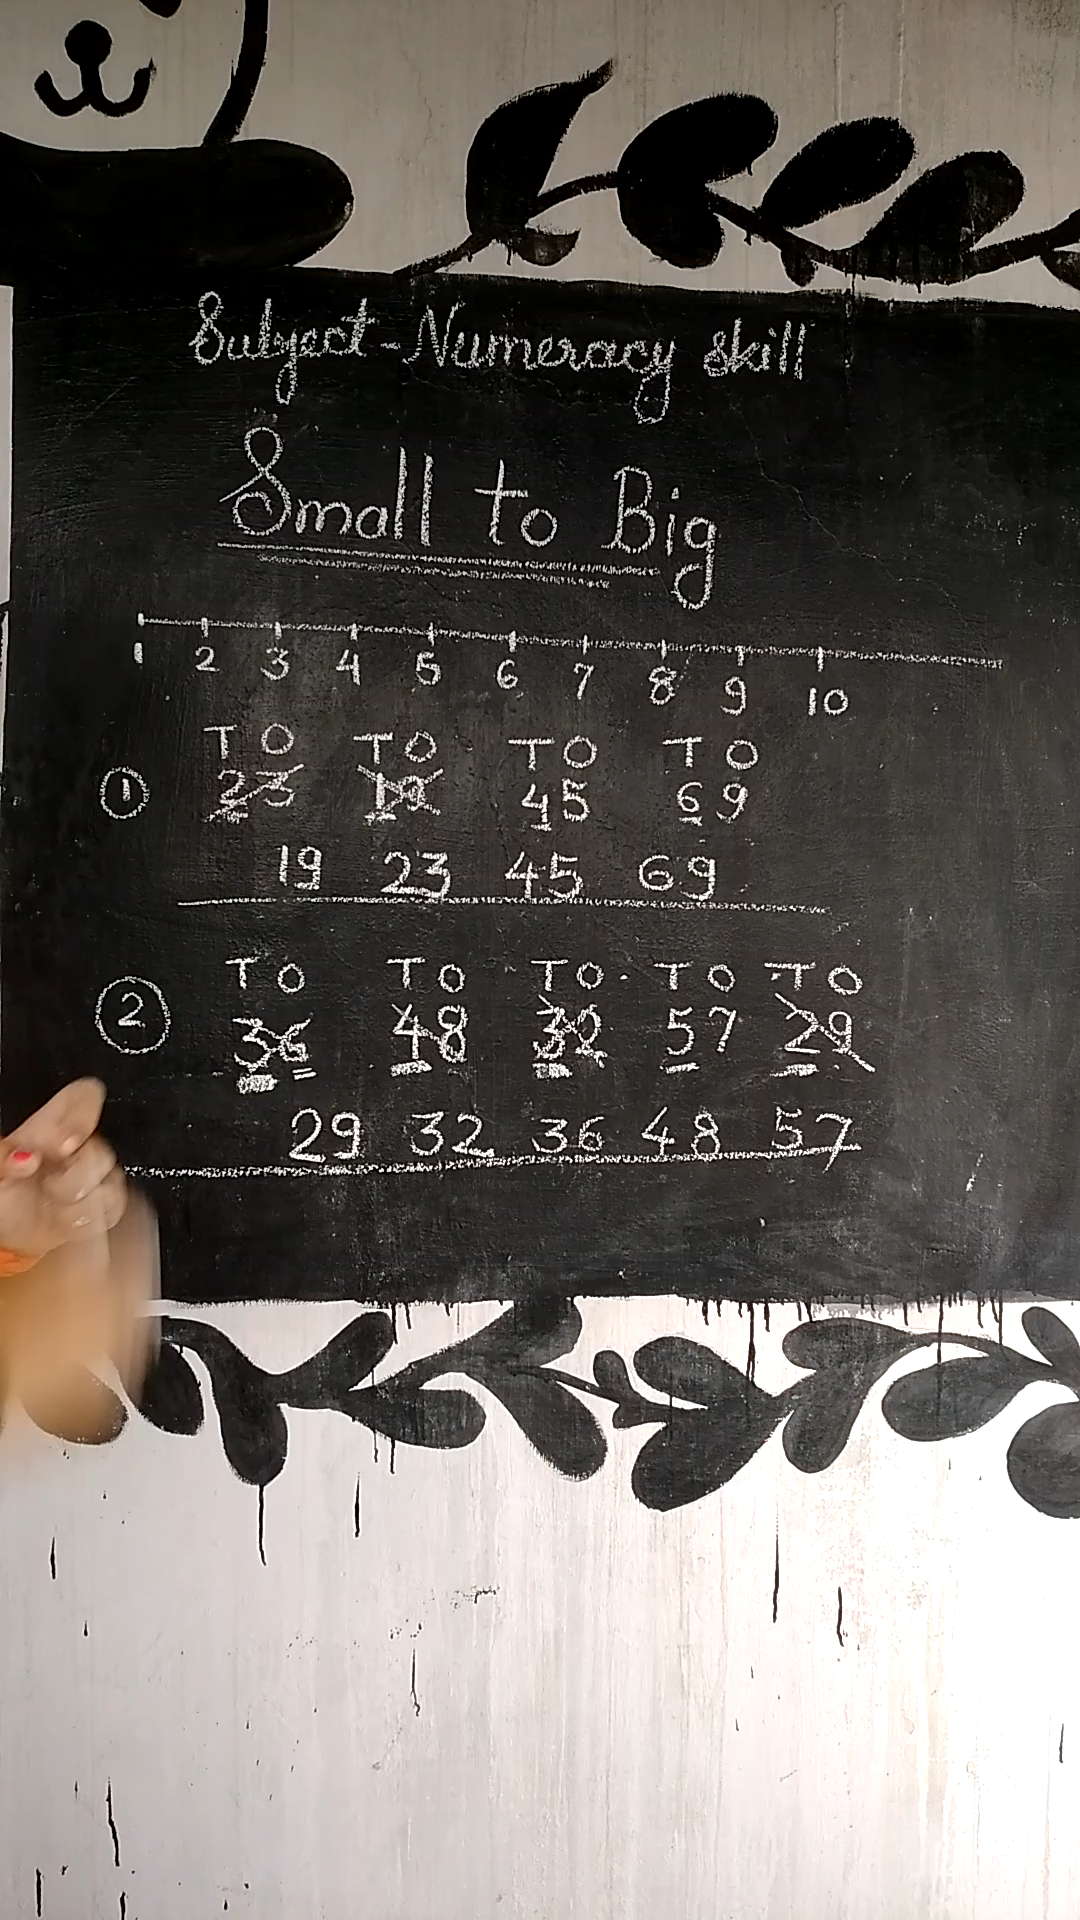 Subject - Numeracy skill
Small to Big
1 2 3 4 5 6 7 8 9 10
T O T O T O T O
① 23 19 45 69
19 23 45 69
T O T O T O T O T O
② 36 48 32 57 29
29 32 36 48 57